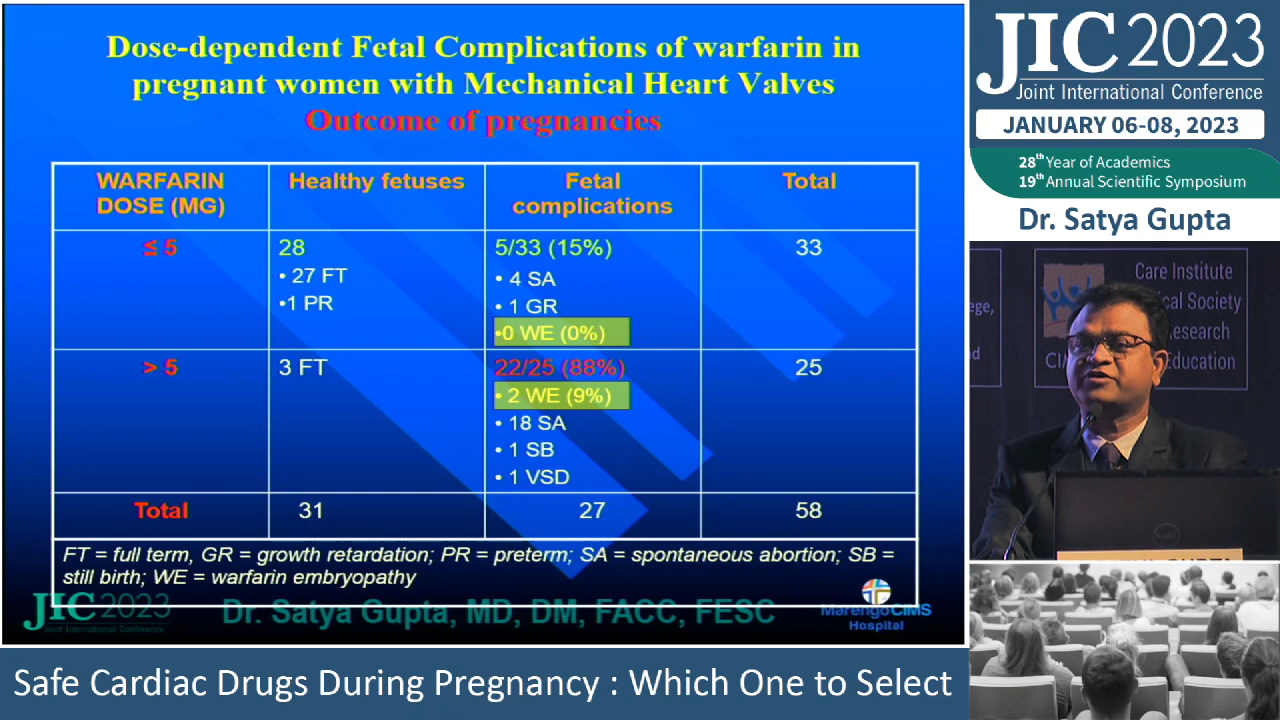 Dose-dependent Fetal Complications of warfarin in
pregnant women with Mechanical Heart Valves
Outcome of pregnancies
WARFARIN
DOSE (MG)
Healthy fetuses
Fetal
complications
Total
≤ 5
28
• 27 FT
•1 PR
5/33 (15%)
• 4 SA
• 1 GR
•0 WE (0%)
33
> 5
3 FT
22/25 (88%)
• 2 WE (9%)
• 18 SA
• 1 SB
• 1 VSD
25
Total
31
27
58
FT = full term, GR = growth retardation; PR = preterm; SA = spontaneous abortion; SB =
still birth; WE = warfarin embryopathy
JIC 2023
Joint International Conference
Dr. Satya Gupta, MD, DM, FACC, FESC
Marengo CIMS
Hospital
JIC 2023
Joint International Conference
JANUARY 06-08, 2023
28th Year of Academics
19th Annual Scientific Symposium
Dr. Satya Gupta
Care Institute
ical Society
esearch
Education
Safe Cardiac Drugs During Pregnancy : Which One to Select